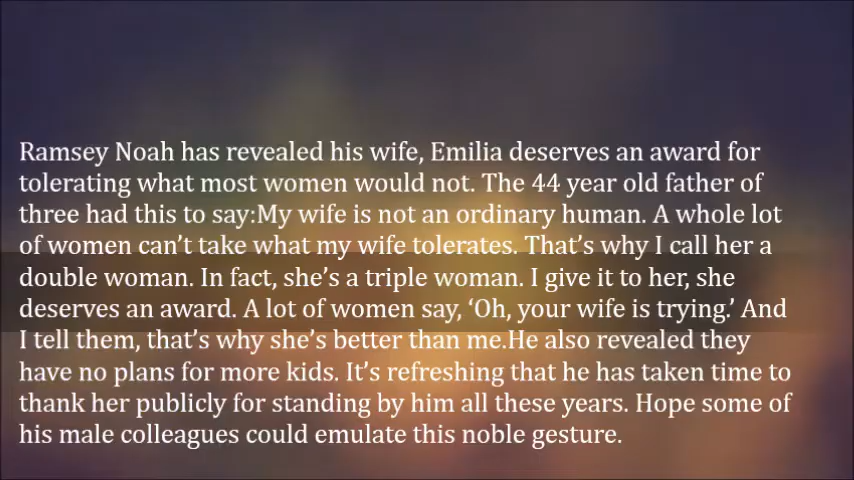 Ramsey Noah has revealed his wife, Emilia deserves an award for
tolerating what most women would not. The 44 year old father of
three had this to say:My wife is not an ordinary human. A whole lot
of women can’t take what my wife tolerates. That’s why I call her a
double woman. In fact, she’s a triple woman. I give it to her, she
deserves an award. A lot of women say, ‘Oh, your wife is trying.’ And
I tell them, that’s why she’s better than me.He also revealed they
have no plans for more kids. It’s refreshing that he has taken time to
thank her publicly for standing by him all these years. Hope some of
his male colleagues could emulate this noble gesture.